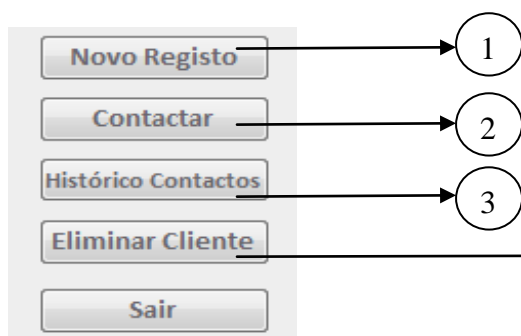 Novo Registo
1
Contactar
2
Histórico Contactos
3
Eliminar Cliente
Sair